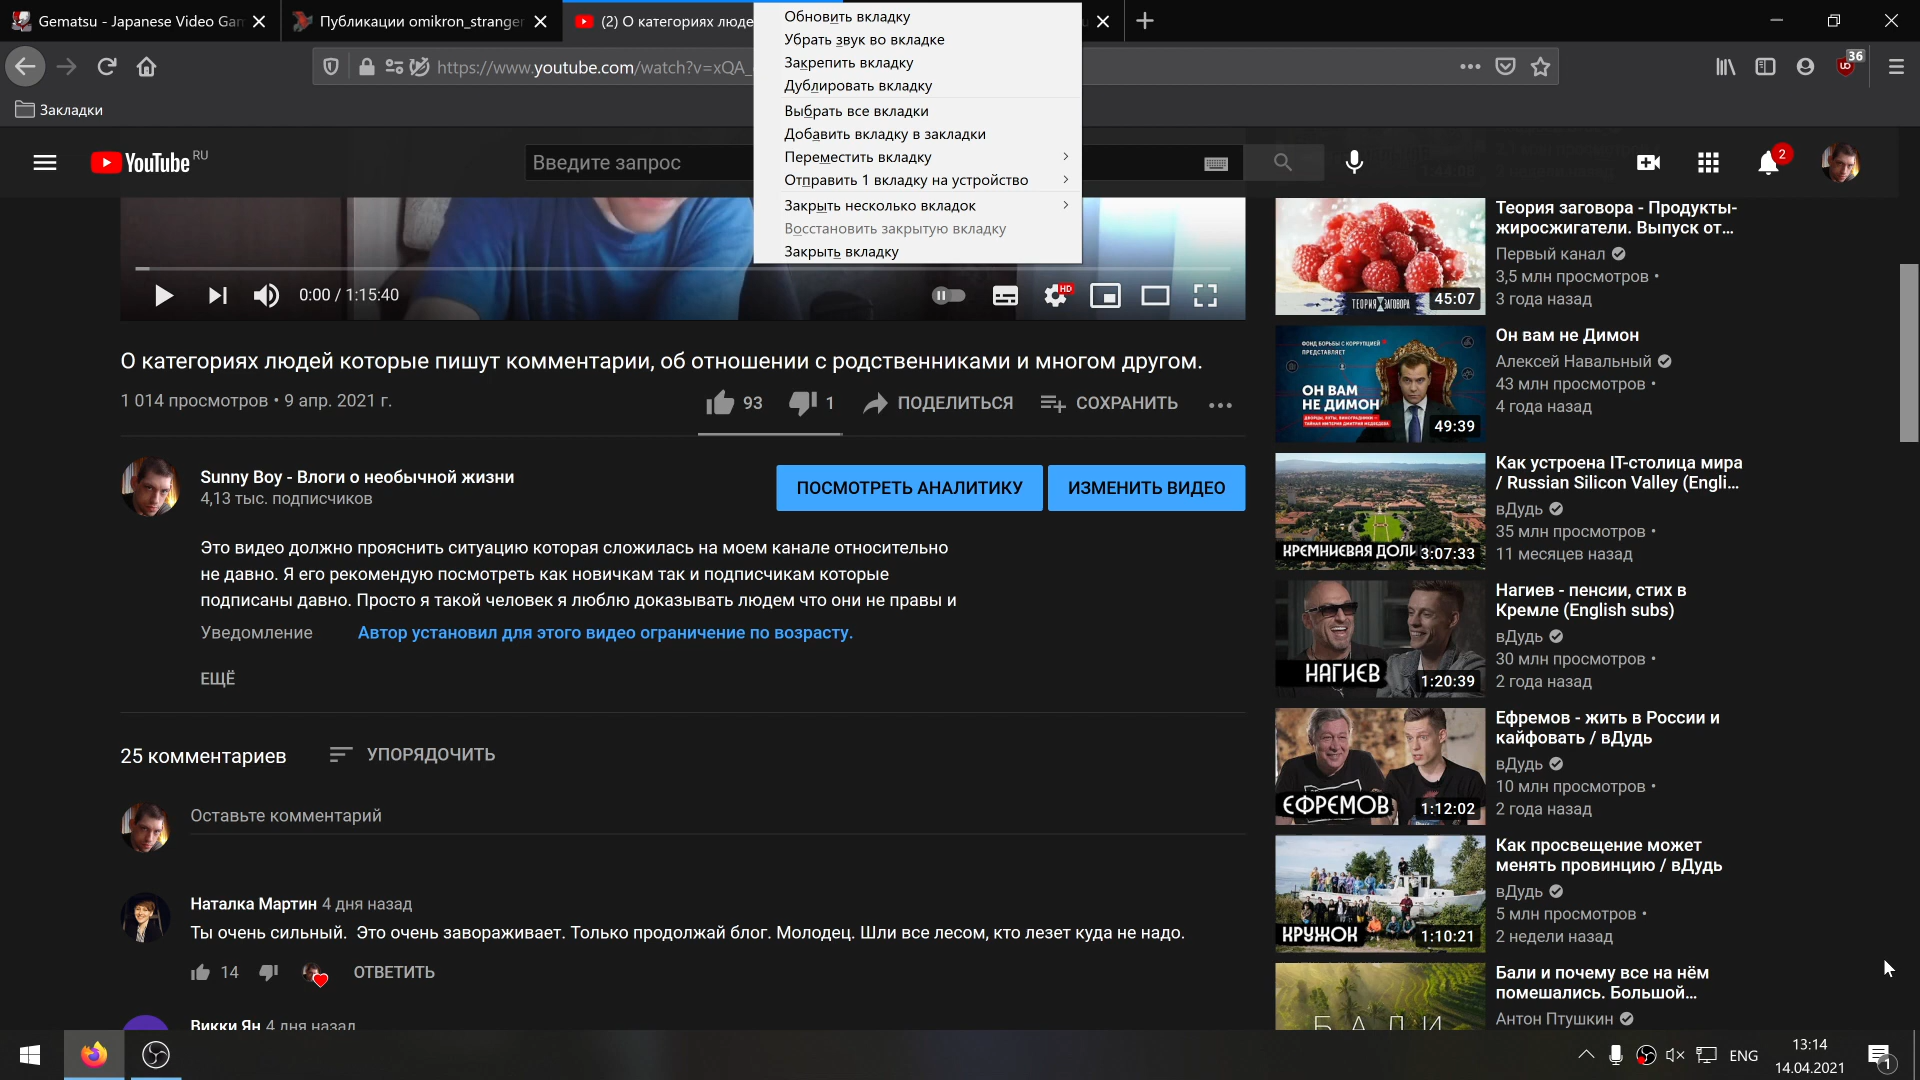 Gematsu - Japanese Video Gam
Публикации omikron_stranger
(2) О категориях люде
https://www.youtube.com/watch?v=xQA_
36
Закладки
Обновить вкладку
Убрать звук во вкладке
Закрепить вкладку
Дублировать вкладку
Выбрать все вкладки
Добавить вкладку в закладки
Переместить вкладку
Отправить 1 вкладку на устройство
Закрыть несколько вкладок
Восстановить закрытую вкладку
Закрыть вкладку
YouTube RU
Введите запрос
2
0:00 / 1:15:40
HD
О категориях людей которые пишут комментарии, об отношении с родственниками и многом другом.
1 014 просмотров • 9 апр. 2021 г.
93
1
ПОДЕЛИТЬСЯ
СОХРАНИТЬ
Sunny Boy - Влоги о необычной жизни
4,13 тыс. подписчиков
ПОСМОТРЕТЬ АНАЛИТИКУ
ИЗМЕНИТЬ ВИДЕО
Это видео должно прояснить ситуацию которая сложилась на моем канале относительно
не давно. Я его рекомендую посмотреть как новичкам так и подписчикам которые
подписаны давно. Просто я такой человек я люблю доказывать людем что они не правы и
Уведомление
Автор установил для этого видео ограничение по возрасту.
ЕЩЁ
25 комментариев
УПОРЯДОЧИТЬ
Оставьте комментарий
Наталка Мартин 4 дня назад
Ты очень сильный. Это очень завораживает. Только продолжай блог. Молодец. Шли все лесом, кто лезет куда не надо.
14
ОТВЕТИТЬ
Викки Ян 4 дня назад
ТЕОРИЯ ЗАГОВОРА
45:07
Теория заговора - Продукты-
жиросжигатели. Выпуск от...
Первый канал
3,5 млн просмотров •
3 года назад
ФОНД БОРЬБЫ С КОРРУПЦИЕЙ
ПРЕДСТАВЛЯЕТ
ОН ВАМ
НЕ ДИМОН
49:39
Он вам не Димон
Алексей Навальный
43 млн просмотров •
4 года назад
КРЕМНИЕВАЯ ДОЛИ
3:07:33
Как устроена IT-столица мира
/ Russian Silicon Valley (Engli...
вДудь
35 млн просмотров •
11 месяцев назад
НАГИЕВ
1:20:39
Нагиев - пенсии, стих в
Кремле (English subs)
вДудь
30 млн просмотров •
2 года назад
ЕФРЕМОВ
1:12:02
Ефремов - жить в России и
кайфовать / вДудь
вДудь
10 млн просмотров •
2 года назад
КРУЖОК
1:10:21
Как просвещение может
менять провинцию / вДудь
вДудь
5 млн просмотров •
2 недели назад
БАЛИ
Бали и почему все на нём
помешались. Большой...
Антон Птушкин
ENG
13:14
14.04.2021
1